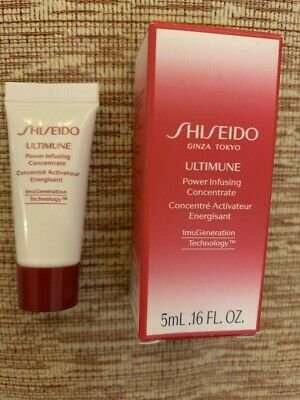 SHISEIDO
ULTIMUNE
Power Infusing
Concentrate
Concentré Activateur
Energisant
ImuGeneration
Technology™
SHISEIDO
GINZA TOKYO
ULTIMUNE
Power Infusing
Concentrate
Concentré Activateur
Energisant
ImuGeneration
Technology™
5mL .16 FL. OZ.